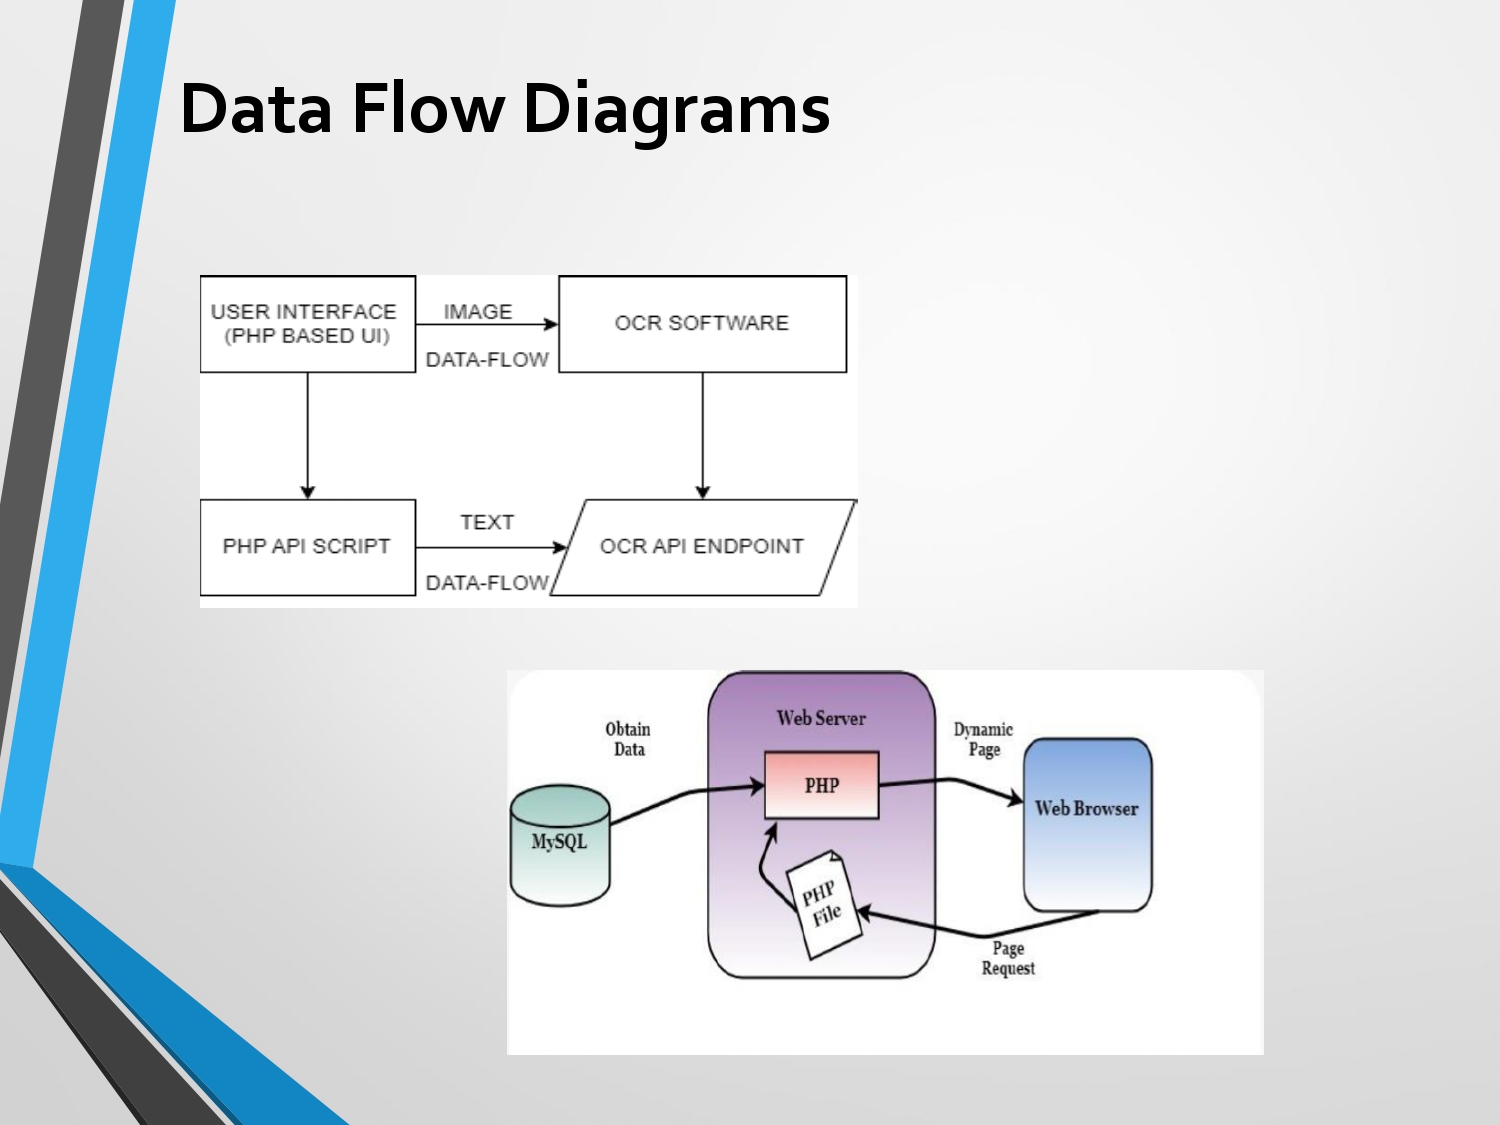 Data Flow Diagrams
USER INTERFACE
(PHP BASED UI)
IMAGE
DATA-FLOW
OCR SOFTWARE
PHP API SCRIPT
TEXT
DATA-FLOW
OCR API ENDPOINT
Web Server
Obtain
Data
Dynamic
Page
PHP
MySQL
Web Browser
PHP
File
Page
Request